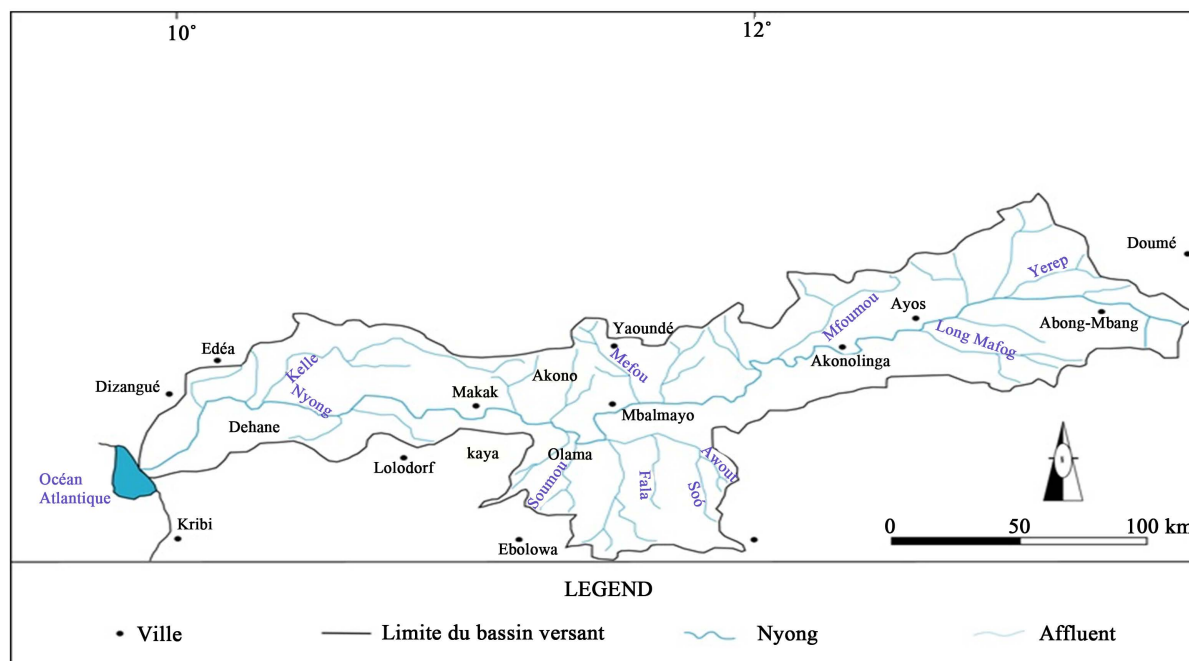 10°
12°
Doumé
Yerep
Mfoumou
Ayos
Abong-Mbang
Long Mafog
Yaoundé
Akonolinga
Edéa
Kelle
Mefou
Akono
Dizangué
Nyong
Makak
Mbalmayo
Dehane
kaya
Olama
Awout
Lolodorf
Océan
Atlantique
Soumou
Fala
Soó
Kribi
Ebolowa
0 50 100 km
LEGEND
Ville
Limite du bassin versant
Nyong
Affluent